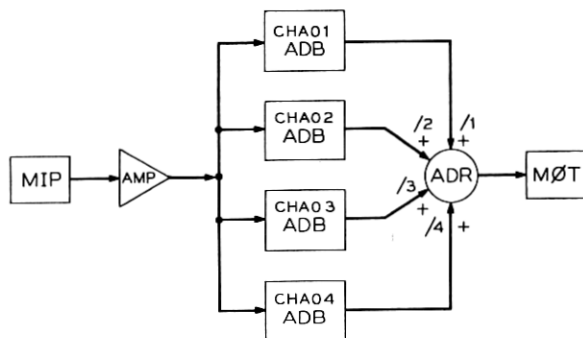 CHA01
ADB
CHA02
ADB
/2
+
/1
+
MIP
AMP
ADR
MØT
CHA03
ADB
/3
+
/4
+
CHA04
ADB